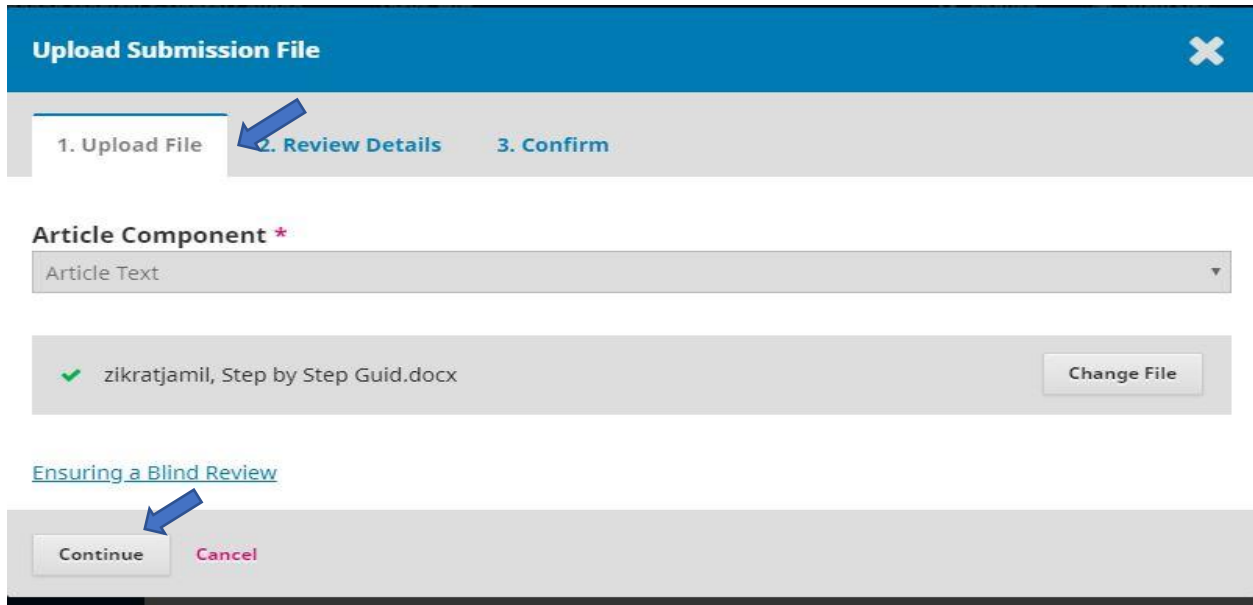 Upload Submission File
1. Upload File 2. Review Details 3. Confirm
Article Component *
Article Text
zikratjamil, Step by Step Guid.docx
Change File
Ensuring a Blind Review
Continue Cancel